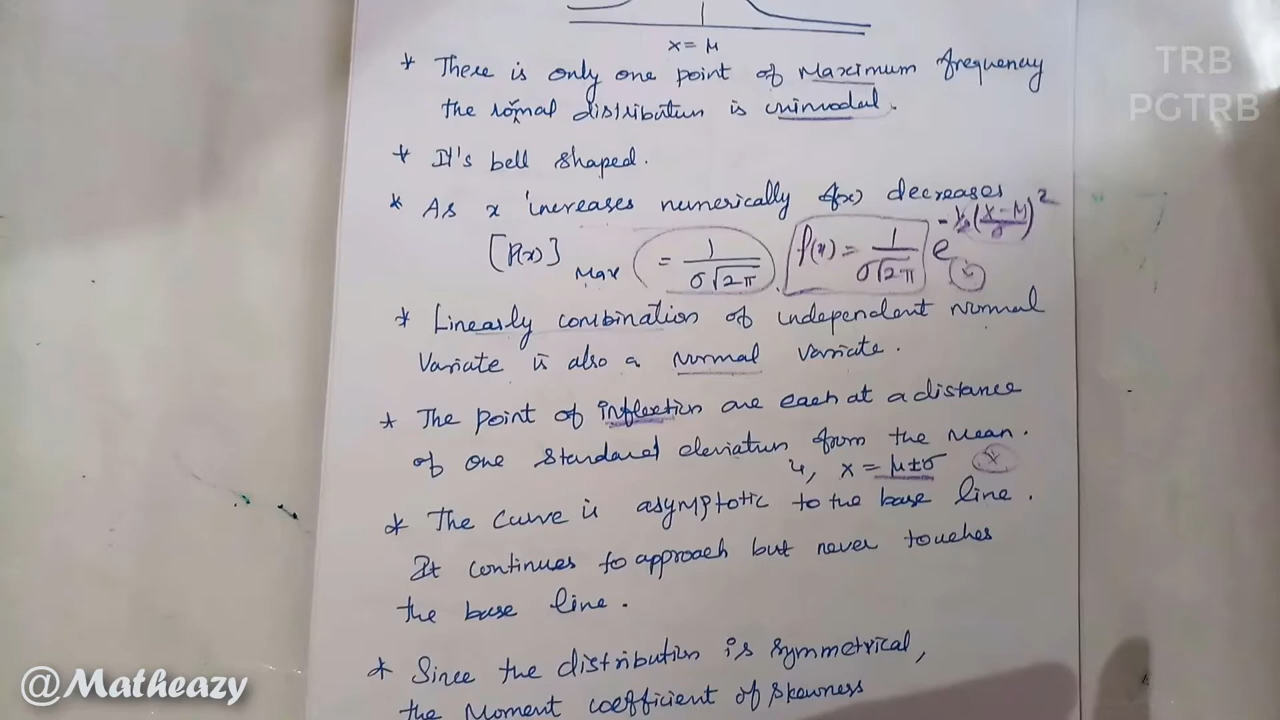 x = μ
* There is only one point of Maximum frequency
the normal distribution is unimodal.
* It's bell shaped.
* As x increases numerically f(x) decreases
[P(x)] Max = 1/σ√2π . f(x) = 1/σ√2π e^-½(x-μ/σ)²
* Linearly combination of independent normal
Variate is also a normal variate.
* The point of inflection are each at a distance
of one standard deviation from the mean.
x = μ±σ
* The curve is asymptotic to the base line.
It continues to approach but never touches
the base line.
* Since the distribution is symmetrical,
the Moment coefficient of skewness
TRB
PGTRB
@Matheazy